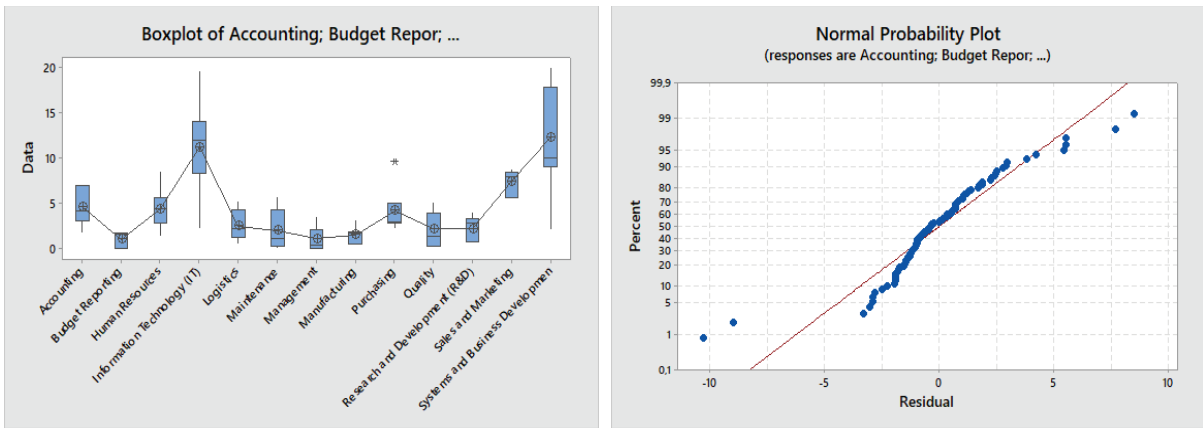 Boxplot of Accounting; Budget Repor; ...
Data
20
15
10
5
0
Accounting
Budget Reporting
Human Resources
Information Technology (IT)
Logistics
Maintenance
Management
Manufacturing
Purchasing
Quality
Research and Development (R&D)
Sales and Marketing
Systems and Business Developmen
Normal Probability Plot
(responses are Accounting; Budget Repor; ...)
Percent
99,9
99
95
90
80
70
60
50
40
30
20
10
5
1
0,1
-10
-5
0
5
10
Residual